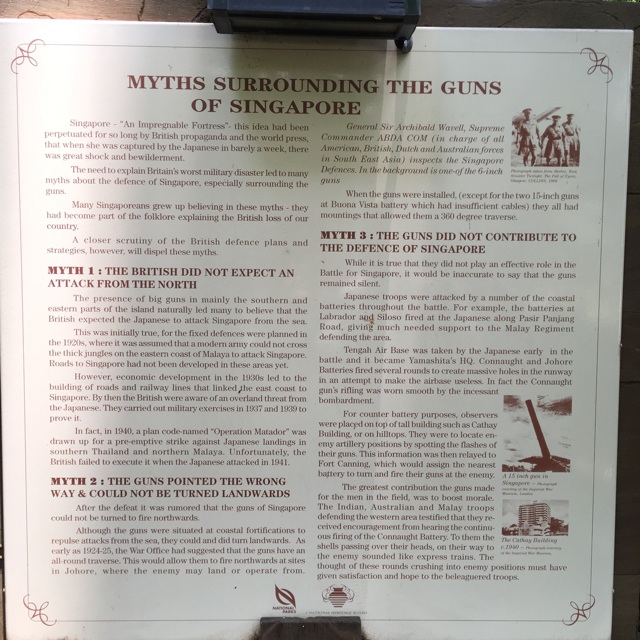 MYTHS SURROUNDING THE GUNS
OF SINGAPORE
Singapore - "An Impregnable Fortress"- this idea had been
perpetuated for so long by British propaganda and the world press,
that when she was captured by the Japanese in barely a week, there
was great shock and bewilderment.
The need to explain Britain's worst military disaster led to many
myths about the defence of Singapore, especially surrounding the
guns.
Many Singaporeans grew up believing in these myths - they
had become part of the folklore explaining the British loss of our
country.
A closer scrutiny of the British defence plans and
strategies, however, will dispel these myths.
MYTH 1 : THE BRITISH DID NOT EXPECT AN
ATTACK FROM THE NORTH
The presence of big guns in mainly the southern and
eastern parts of the island naturally led many to believe that the
British expected the Japanese to attack Singapore from the sea.
This was initially true, for the fixed defences were planned in
the 1920s, where it was assumed that a modern army could not cross
the thick jungles on the eastern coast of Malaya to attack Singapore.
Roads to Singapore had not been developed in these areas yet.
However, economic development in the 1930s led to the
building of roads and railway lines that linked the east coast to
Singapore. By then the British were aware of an overland threat from
the Japanese. They carried out military exercises in 1937 and 1939 to
prove it.
In fact, in 1940, a plan code-named "Operation Matador" was
drawn up for a pre-emptive strike against Japanese landings in
southern Thailand and northern Malaya. Unfortunately, the
British failed to execute it when the Japanese attacked in 1941.
MYTH 2 : THE GUNS POINTED THE WRONG
WAY & COULD NOT BE TURNED LANDWARDS
After the defeat it was rumored that the guns of Singapore
could not be turned to fire northwards.
Although the guns were situated at coastal fortifications to
repulse attacks from the sea, they could and did turn landwards. As
early as 1924-25, the War Office had suggested that the guns have an
all-round traverse. This would allow them to fire northwards at sites
in Johore, where the enemy may land or operate from.
General Sir Archibald Wavell, Supreme
Commander ABDA COM (in charge of all
American, British, Dutch and Australian forces
in South East Asia) inspects the Singapore
Defences. In the background is one-of the 6-inch
guns
When the guns were installed, (except for the two 15-inch guns
at Buona Vista battery which had insufficient cables) they all had
mountings that allowed them a 360 degree traverse.
MYTH 3 : THE GUNS DID NOT CONTRIBUTE TO
THE DEFENCE OF SINGAPORE
While it is true that they did not play an effective role in the
Battle for Singapore, it would be inaccurate to say that the guns
remained silent.
Japanese troops were attacked by a number of the coastal
batteries throughout the battle. For example, the batteries at
Labrador and Siloso fired at the Japanese along Pasir Panjang
Road, giving much needed support to the Malay Regiment
defending the area.
Tengah Air Base was taken by the Japanese early in the
battle and it became Yamashita's HQ. Connaught and Johore
Batteries fired several rounds to create massive holes in the runway
in an attempt to make the airbase useless. In fact the Connaught
gun's rifling was worn smooth by the incessant
bombardment.
For counter battery purposes, observers
were placed on top of tall building such as Cathay
Building, or on hilltops. They were to locate en-
emy artillery positions by spotting the flashes of
their guns. This information was then relayed to
Fort Canning, which would assign the nearest
battery to turn and fire their guns at the enemy.
The greatest contribution the guns made
for the men in the field, was to boost morale.
The Indian, Australian and Malay troops
defending the western area testified that they re-
ceived encouragement from hearing the continu-
ous firing of the Connaught Battery. To them the
shells passing over their heads, on their way to
the enemy sounded like express trains. The
thought of these rounds crushing into enemy positions must have
given satisfaction and hope to the beleaguered troops.
A 15 inch gun in
Singapore -
The Cathay Building
c 1940 -
NATIONAL
PARKS